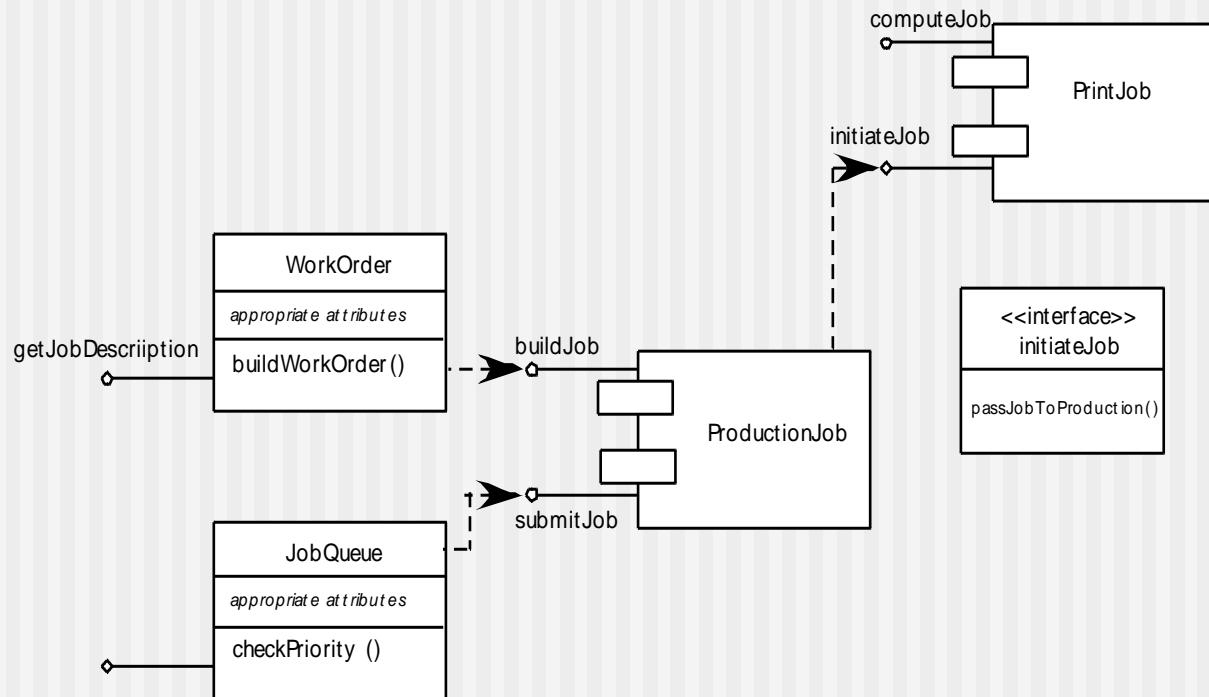 computeJob
PrintJob
initiateJob
WorkOrder
appropriate attributes
buildWorkOrder()
getJobDescriiption
buildJob
<<interface>>
initiateJob
passJobToProduction()
ProductionJob
submitJob
JobQueue
appropriate attributes
checkPriority ()